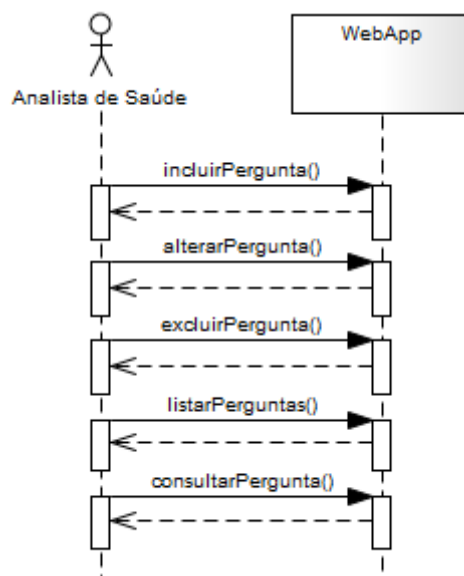 WebApp
Analista de Saúde
incluirPergunta()
alterarPergunta()
excluirPergunta()
listarPerguntas()
consultarPergunta()